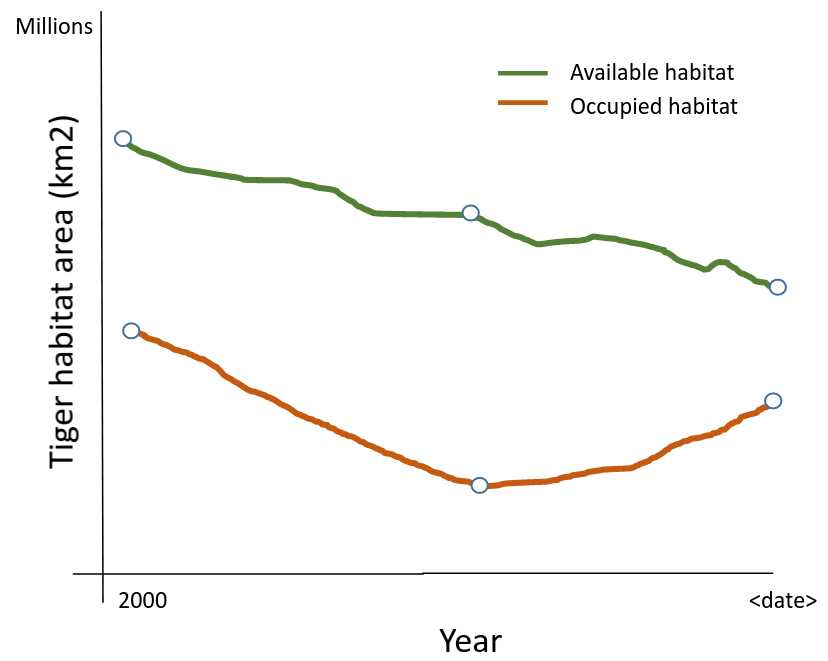 Millions
Available habitat
Occupied habitat
Tiger habitat area (km2)
2000
<date>
Year